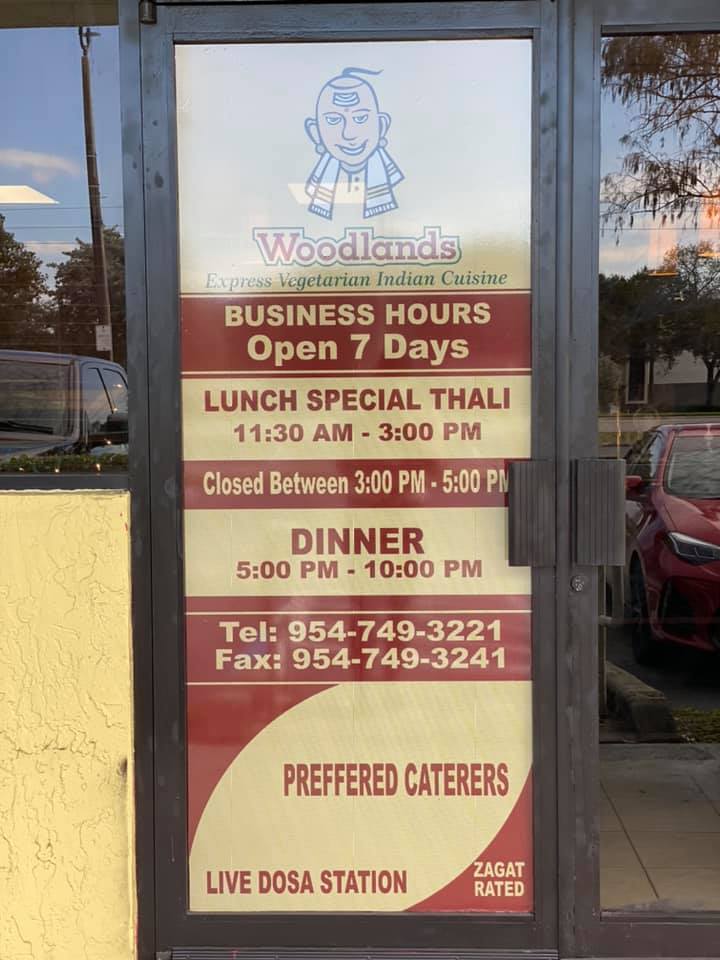 Woodlands
Express Vegetarian Indian Cuisine
BUSINESS HOURS
Open 7 Days
LUNCH SPECIAL THALI
11:30 AM - 3:00 PM
Closed Between 3:00 PM - 5:00 PM
DINNER
5:00 PM - 10:00 PM
Tel: 954-749-3221
Fax: 954-749-3241
PREFFERED CATERERS
LIVE DOSA STATION
ZAGAT
RATED